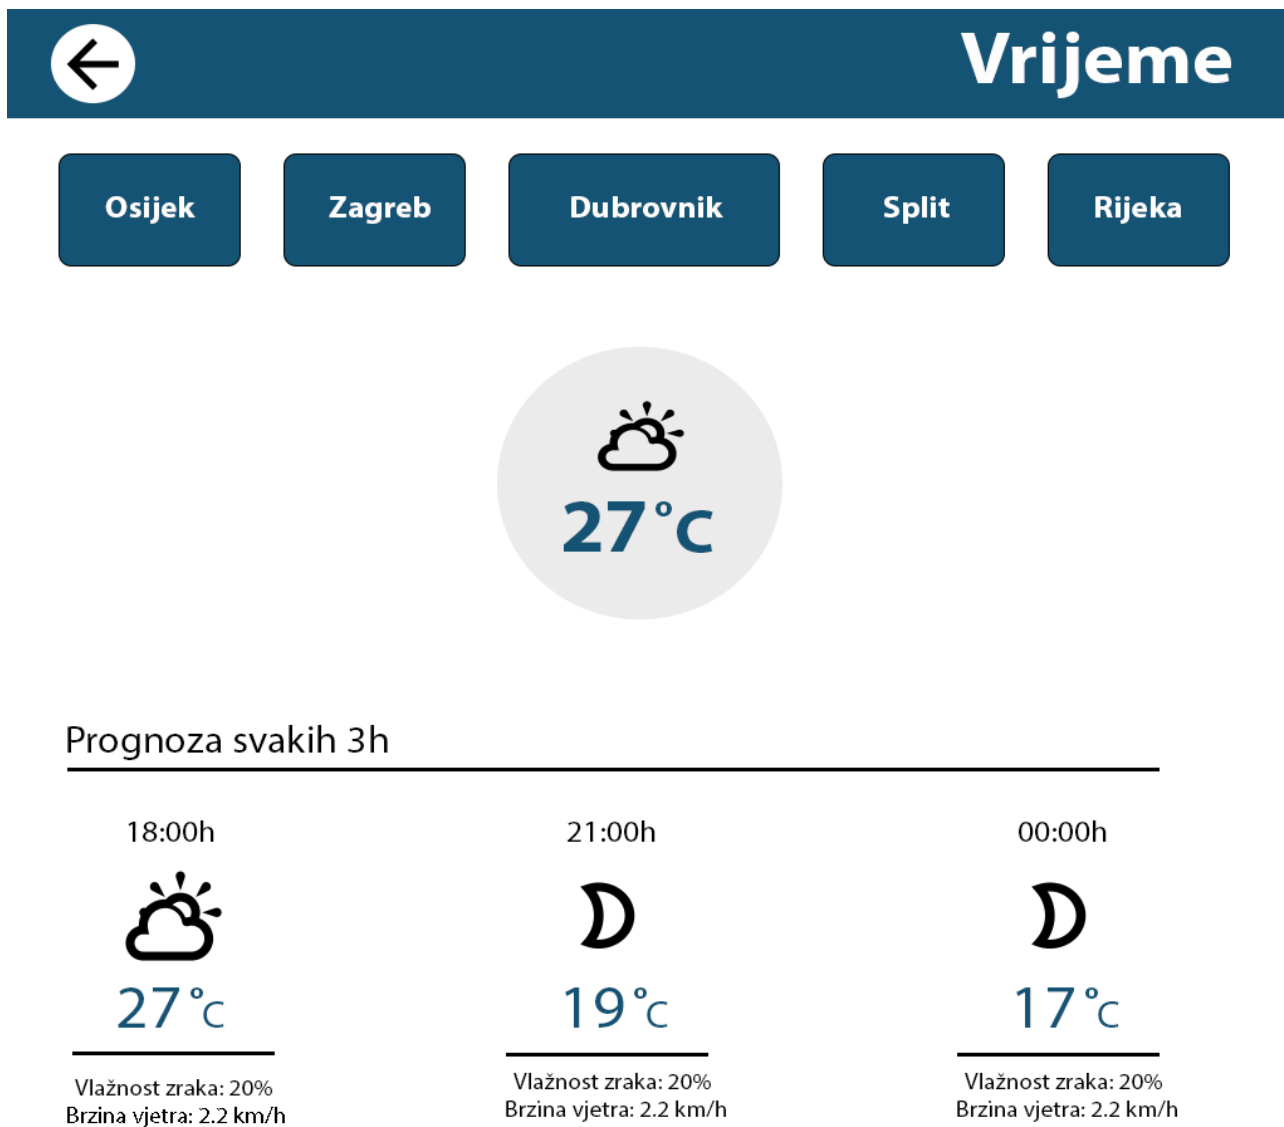 Vrijeme
Osijek
Zagreb
Dubrovnik
Split
Rijeka
27°C
Prognoza svakih 3h
18:00h
21:00h
00:00h
27°C
19°C
17°C
Vlažnost zraka: 20%
Brzina vjetra: 2.2 km/h
Vlažnost zraka: 20%
Brzina vjetra: 2.2 km/h
Vlažnost zraka: 20%
Brzina vjetra: 2.2 km/h